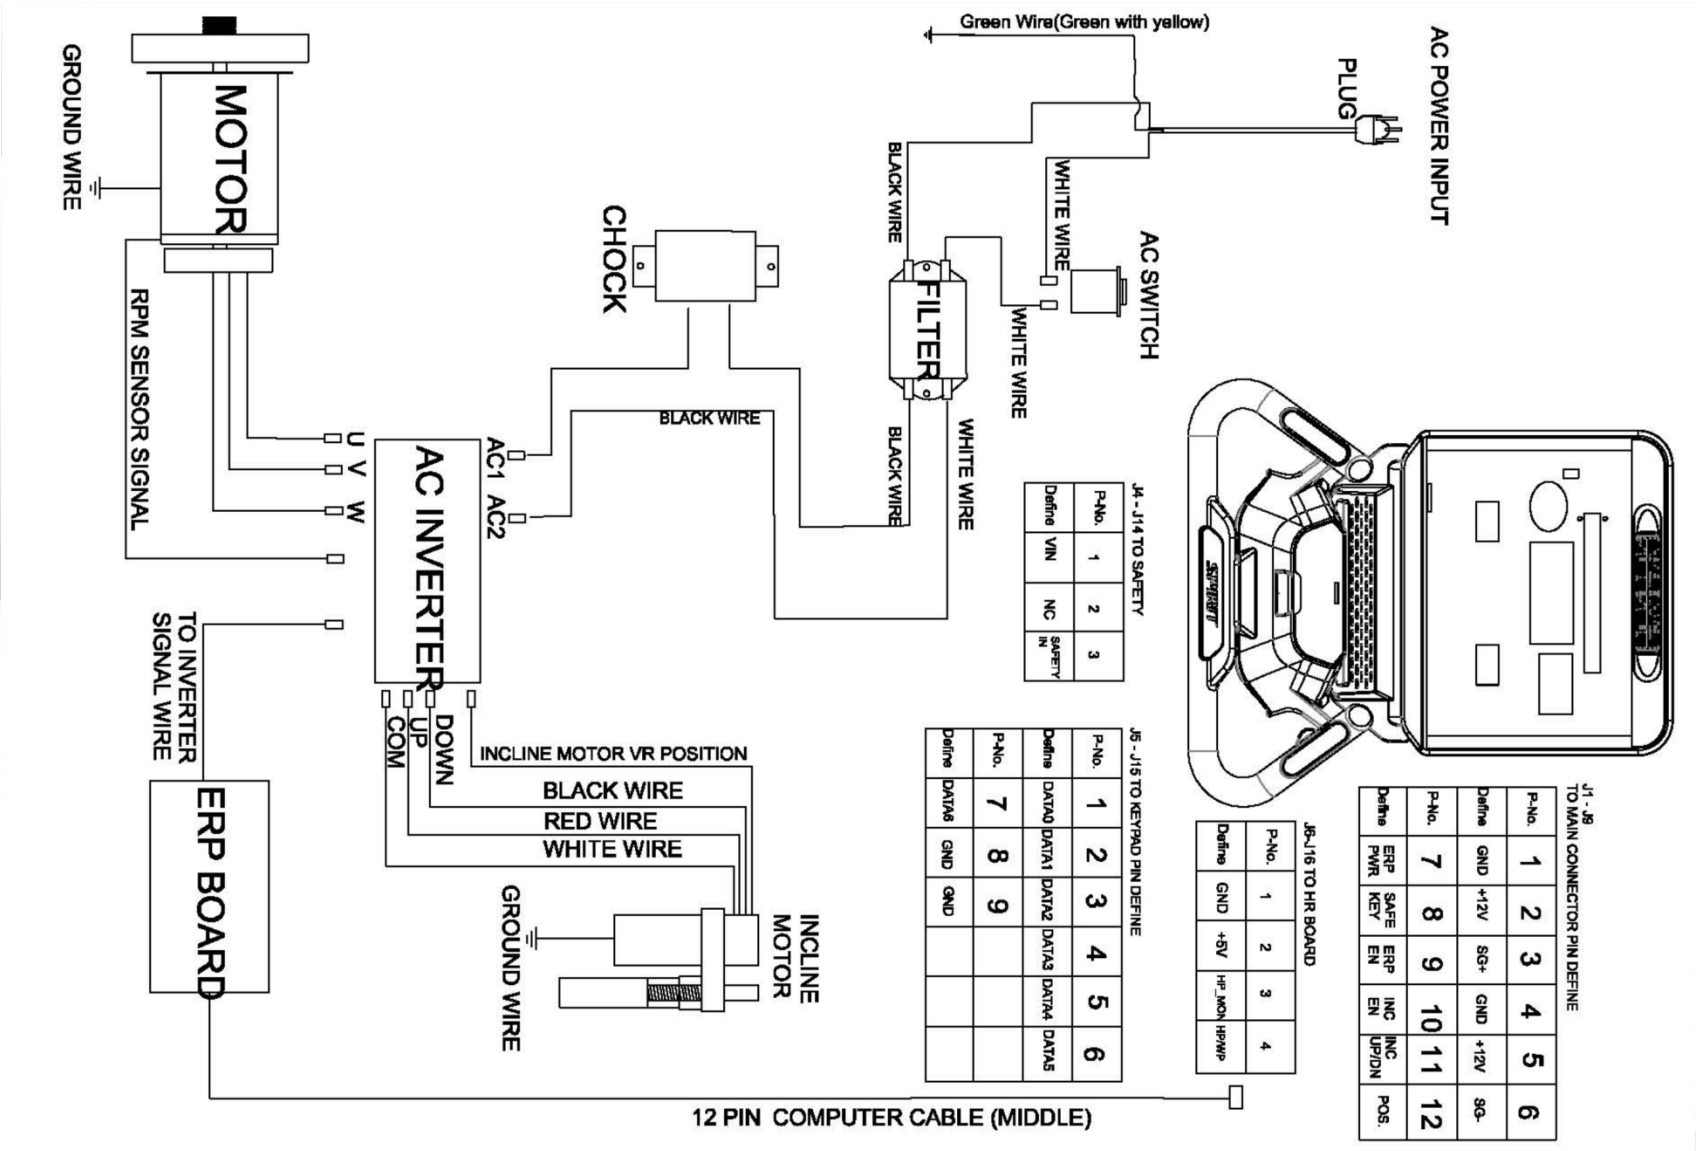 Green Wire(Green with yellow)
AC POWER INPUT
PLUG
GROUND WIRE
MOTOR
BLACK WIRE
WHITE WIRE
CHOCK
AC SWITCH
FILTER
WHITE WIRE
RPM SENSOR SIGNAL
BLACK WIRE
BLACK WIRE
WHITE WIRE
U
V
W
AC INVERTER
AC1
AC2
TO INVERTER
SIGNAL WIRE
COM
UP
DOWN
INCLINE MOTOR VR POSITION
BLACK WIRE
RED WIRE
WHITE WIRE
ERP BOARD
GROUND WIRE
INCLINE
MOTOR
12 PIN COMPUTER CABLE (MIDDLE)
SPIRIT
J4 - J14 TO SAFETY
P-No. 1 2 3
Define VIN NC SAFETY IN
J5 - J15 TO KEYPAD PIN DEFINE
P-No. 1 2 3 4 5 6
Define DATA0 DATA1 DATA2 DATA3 DATA4 DATA5
P-No. 7 8 9
Define DATA6 GND GND
J6-J16 TO HR BOARD
P-No. 1 2 3 4
Define GND +5V HP_MON HP/WP
J1 - J9
TO MAIN CONNECTOR PIN DEFINE
P-No. 1 2 3 4 5 6
Define GND +12V SG+ GND +12V SG-
P-No. 7 8 9 10 11 12
Define ERP PWR SAFE KEY ERP EN INC EN INC UP/DN POS.